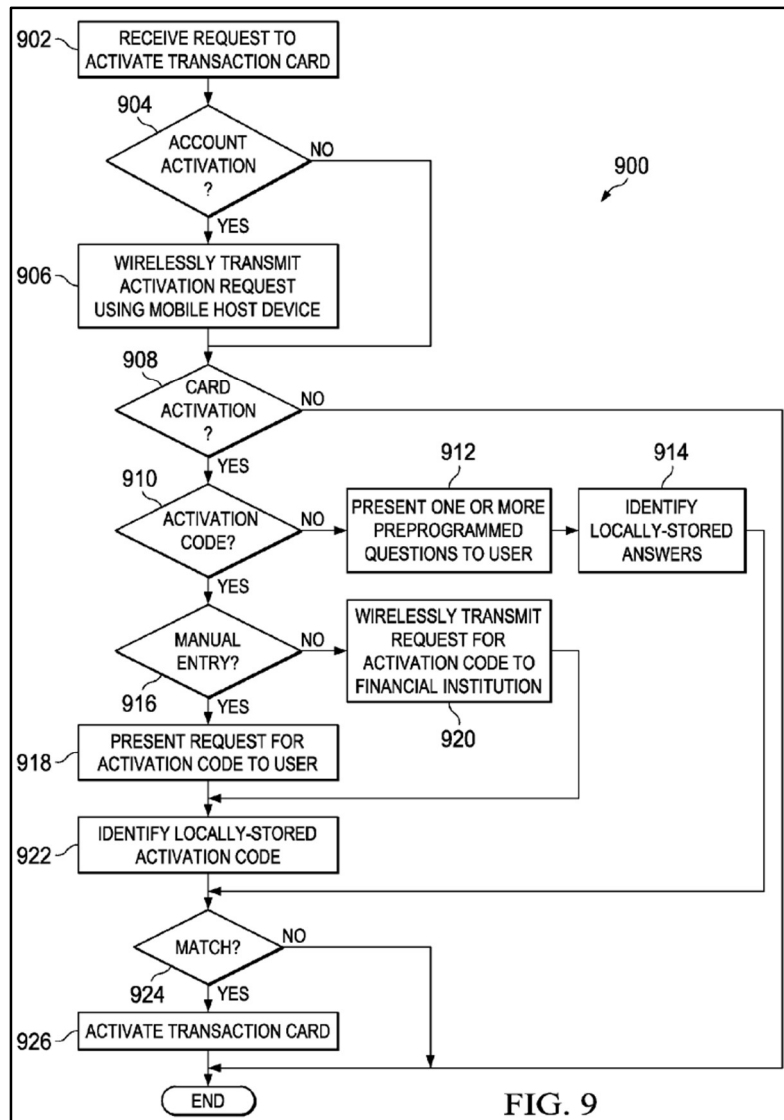 902
RECEIVE REQUEST TO
ACTIVATE TRANSACTION CARD
904
ACCOUNT
ACTIVATION
?
NO
900
YES
906
WIRELESSLY TRANSMIT
ACTIVATION REQUEST
USING MOBILE HOST DEVICE
908
CARD
ACTIVATION
?
NO
YES
910
ACTIVATION
CODE?
NO
912
PRESENT ONE OR MORE
PREPROGRAMMED
QUESTIONS TO USER
914
IDENTIFY
LOCALLY-STORED
ANSWERS
YES
MANUAL
ENTRY?
916
NO
WIRELESSLY TRANSMIT
REQUEST FOR
ACTIVATION CODE TO
FINANCIAL INSTITUTION
920
YES
918
PRESENT REQUEST FOR
ACTIVATION CODE TO USER
922
IDENTIFY LOCALLY-STORED
ACTIVATION CODE
MATCH?
NO
924
YES
926
ACTIVATE TRANSACTION CARD
END
FIG. 9